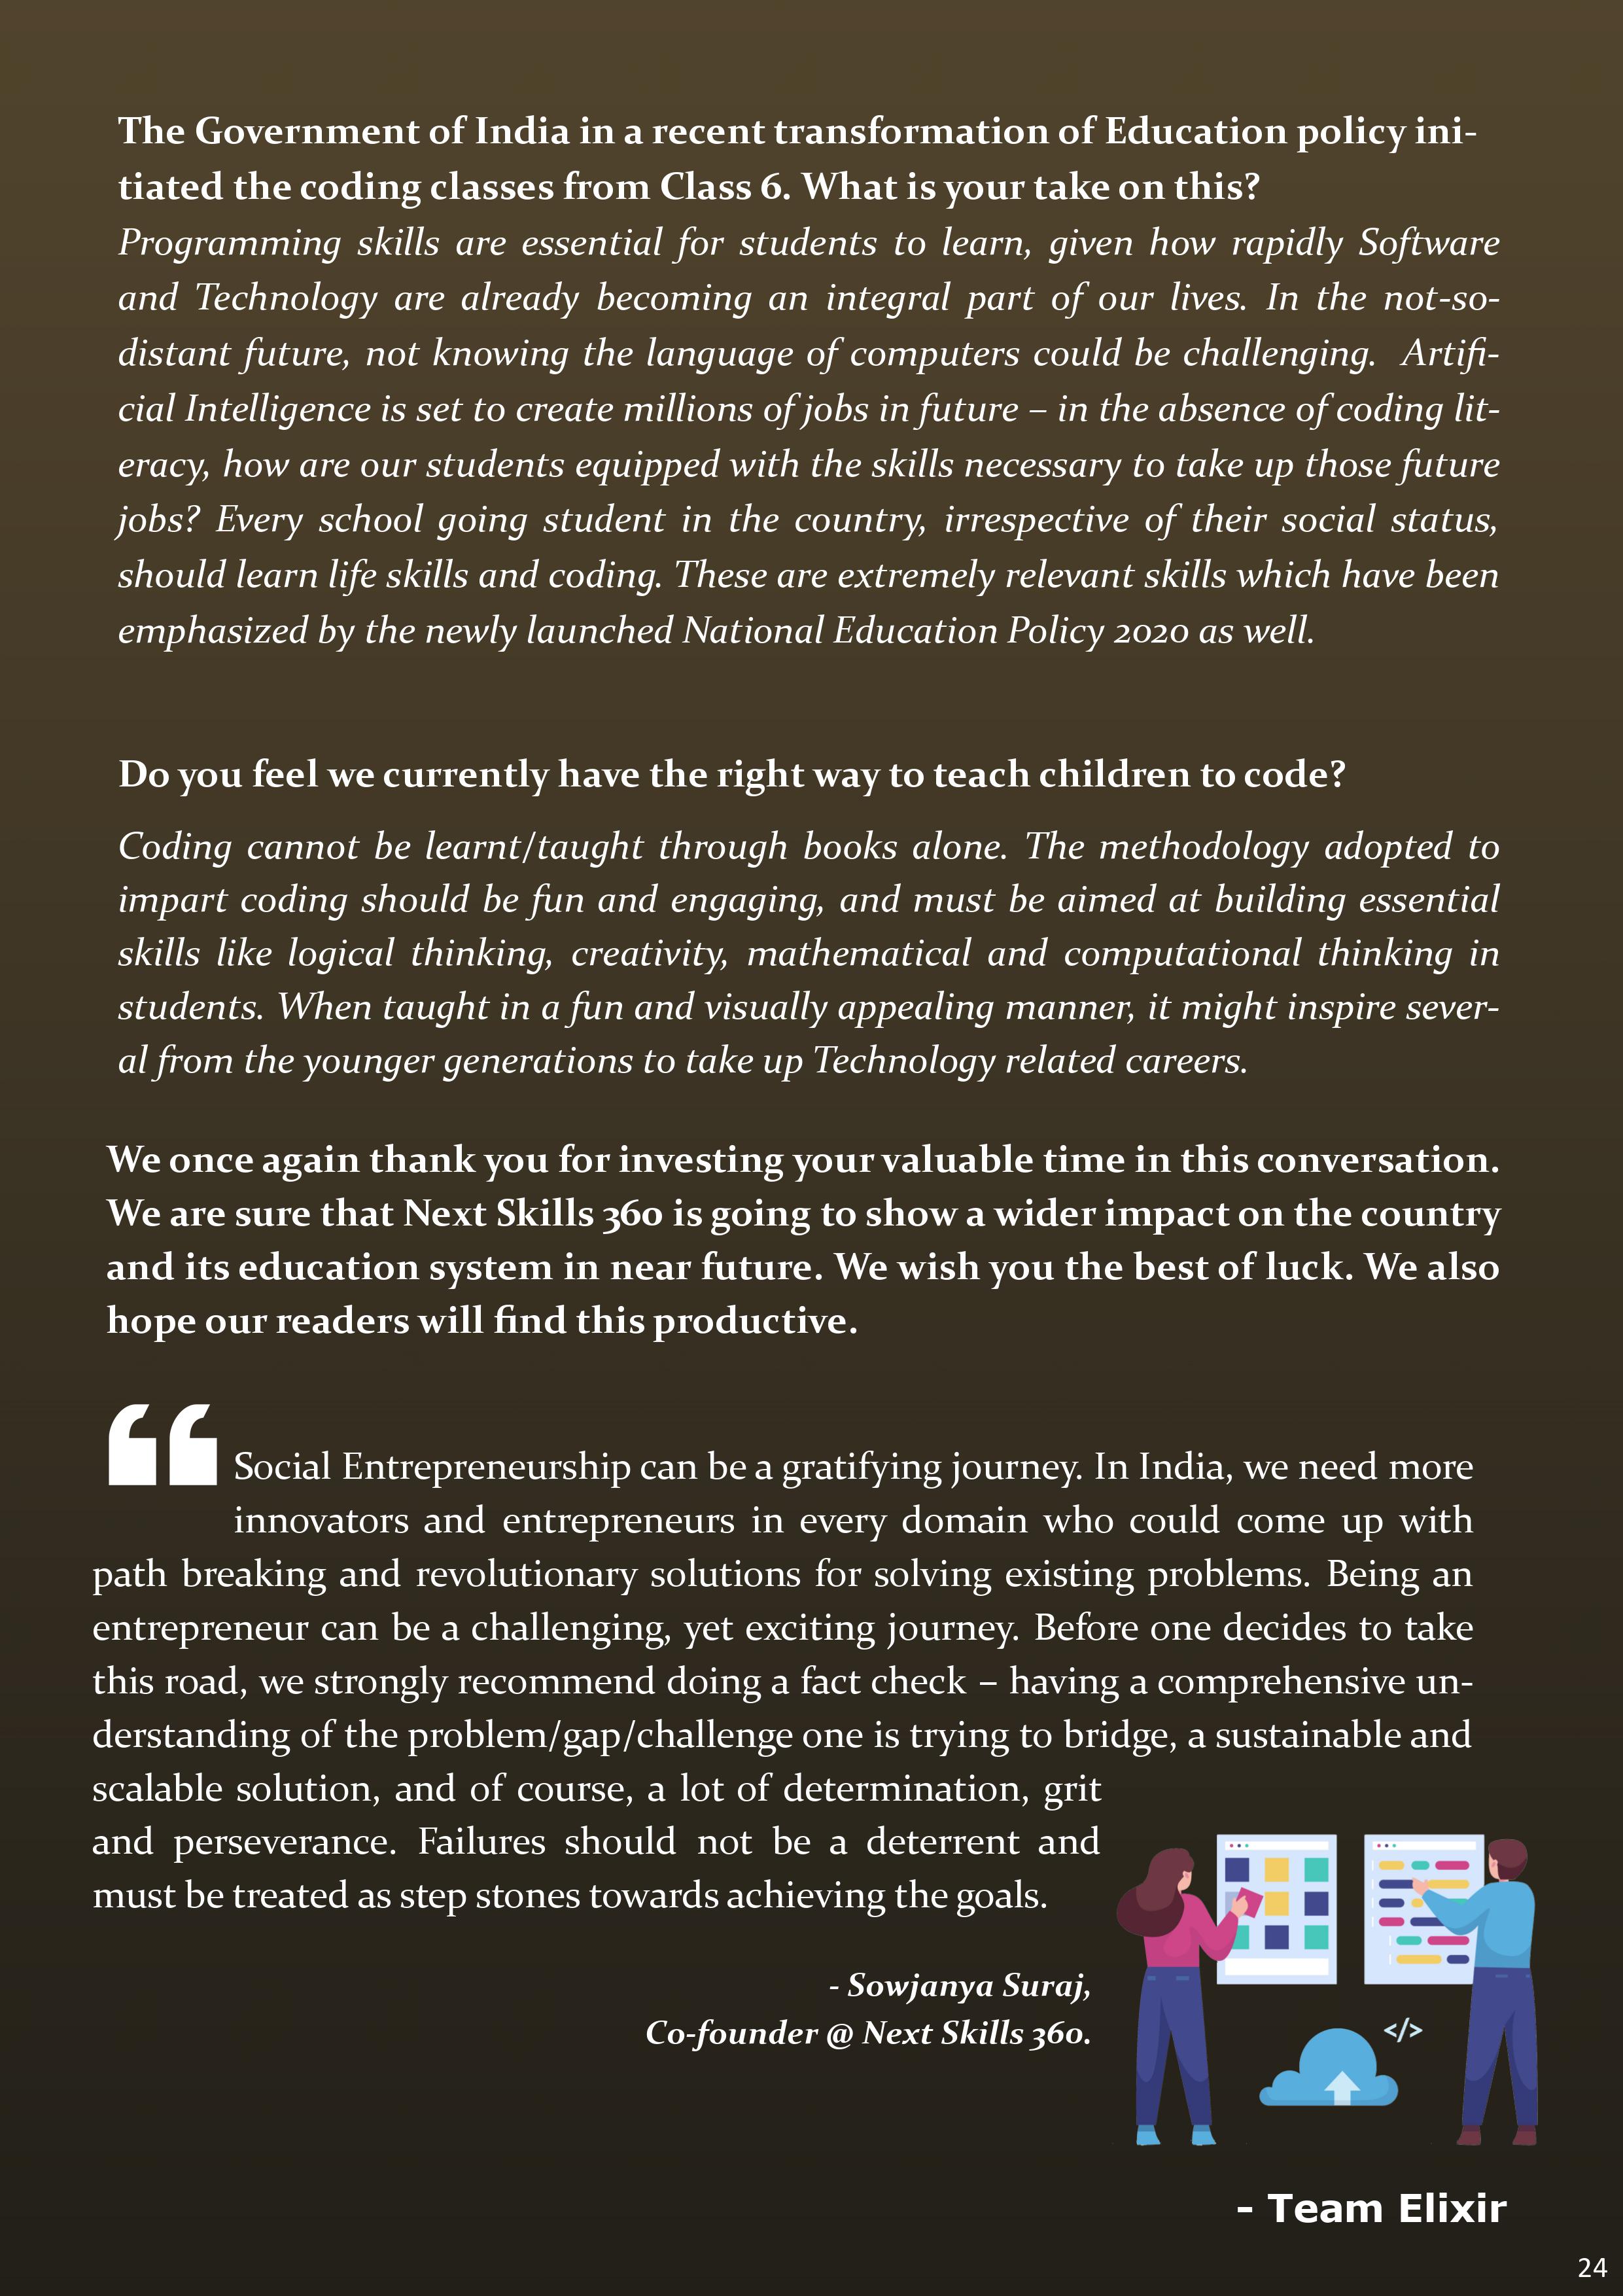 The Government of India in a recent transformation of Education policy ini-
tiated the coding classes from Class 6. What is your take on this?
Programming skills are essential for students to learn, given how rapidly Software
and Technology are already becoming an integral part of our lives. In the not-so-
distant future, not knowing the language of computers could be challenging. Artifi-
cial Intelligence is set to create millions of jobs in future – in the absence of coding lit-
eracy, how are our students equipped with the skills necessary to take up those future
jobs? Every school going student in the country, irrespective of their social status,
should learn life skills and coding. These are extremely relevant skills which have been
emphasized by the newly launched National Education Policy 2020 as well.
Do you feel we currently have the right way to teach children to code?
Coding cannot be learnt/taught through books alone. The methodology adopted to
impart coding should be fun and engaging, and must be aimed at building essential
skills like logical thinking, creativity, mathematical and computational thinking in
students. When taught in a fun and visually appealing manner, it might inspire sever-
al from the younger generations to take up Technology related careers.
We once again thank you for investing your valuable time in this conversation.
We are sure that Next Skills 360 is going to show a wider impact on the country
and its education system in near future. We wish you the best of luck. We also
hope our readers will find this productive.
“ Social Entrepreneurship can be a gratifying journey. In India, we need more
innovators and entrepreneurs in every domain who could come up with
path breaking and revolutionary solutions for solving existing problems. Being an
entrepreneur can be a challenging, yet exciting journey. Before one decides to take
this road, we strongly recommend doing a fact check – having a comprehensive un-
derstanding of the problem/gap/challenge one is trying to bridge, a sustainable and
scalable solution, and of course, a lot of determination, grit
and perseverance. Failures should not be a deterrent and
must be treated as step stones towards achieving the goals.
- Sowjanya Suraj,
Co-founder @ Next Skills 360.
</>
- Team Elixir
24